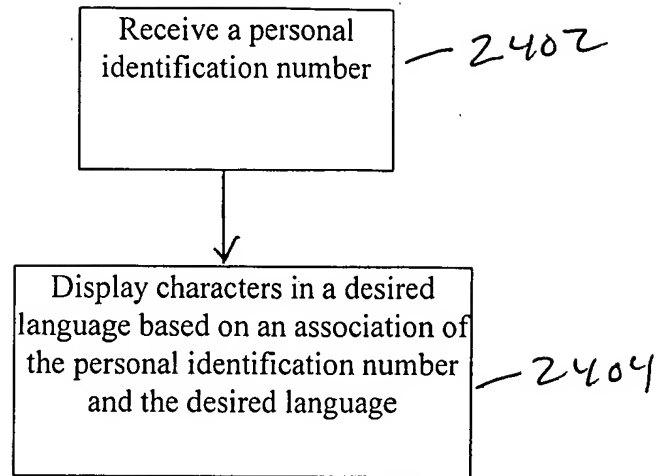 Receive a personal
identification number
2402
Display characters in a desired
language based on an association of
the personal identification number
and the desired language
2404